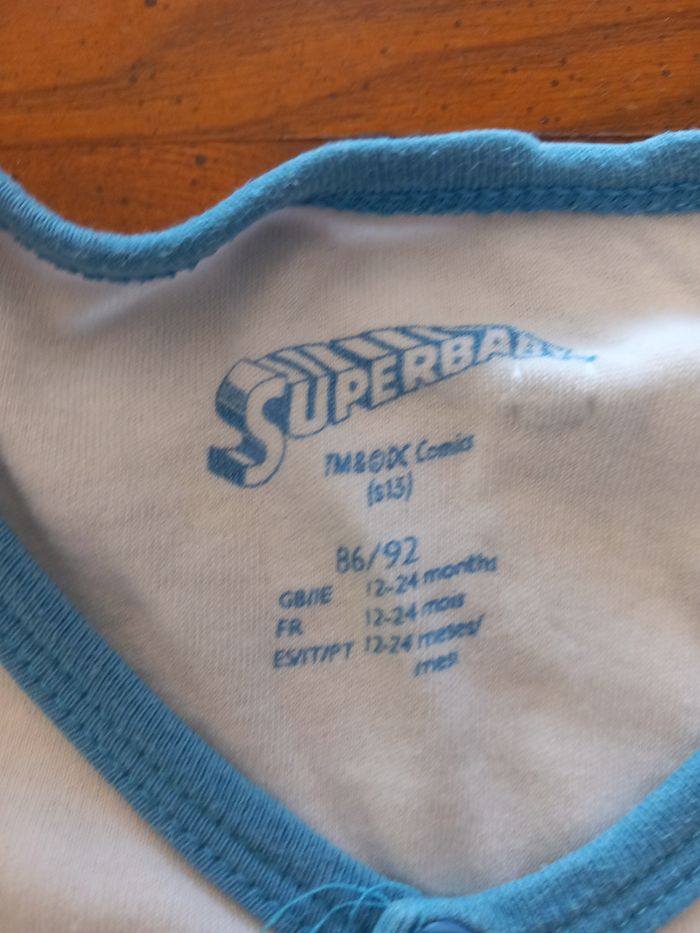 SUPERBABY
TM & © DC Comics
(s13)
86/92
GB/IE 12-24 months
FR 12-24 mois
ES/IT/PT 12-24 meses/
mesi